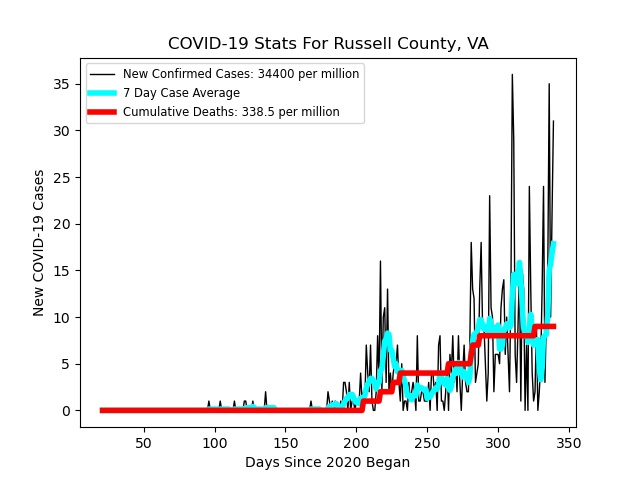 COVID-19 Stats For Russell County, VA
New Confirmed Cases: 34400 per million
7 Day Case Average
Cumulative Deaths: 338.5 per million
New COVID-19 Cases
35
30
25
20
15
10
5
0
50
100
150
200
250
300
350
Days Since 2020 Began